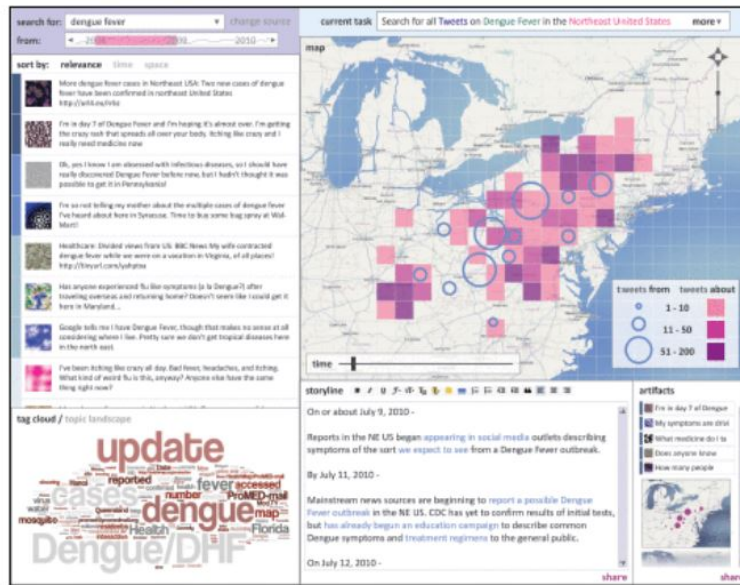 search for: dengue fever change source
from: 2008 2009 2010
sort by: relevance time space
More dengue fever cases in Northeast USA: Two new cases of dengue
fever have been confirmed in northeast United States
I'm in day 7 of Dengue Fever and I'm hoping it's almost over. I'm getting
the crazy rash that spreads all over your body. Itching like crazy and I
really need medicine now
Oh, yes I know I am obsessed with infectious diseases, so I should have
really discovered Dengue Fever before now, but I hadn't thought it was
possible to get it in Pennsylvania!
I'm so not telling my mother about the multiple cases of dengue fever
I've heard about here in Syracuse. Time to buy some bug spray at Wal-
Mart!
Healthcare: Divided views from US: BBC News My wife contracted
dengue fever while we were on a vacation in Virginia, of all places!
Has anyone experienced flu like symptoms (a la Dengue?) after
traveling overseas and returning home? Doesn't seem like I could get it
here in Maryland...
Google tells me I have Dengue Fever, though that makes no sense at all
considering where I live. Pretty sure we don't get tropical diseases here
in the north east.
I've been itching like crazy all day. Bad fever, headaches, and itching.
What kind of weird flu is this, anyway? Anyone else have the same
thing right now?
tag cloud / topic landscape
update
reported
cases
fever
accessed
number
ProMED-mail
virus
water
mosquito
dengue
map
Health
Florida
Dengue/DHF
current task Search for all Tweets on Dengue Fever in the Northeast United States more
map
tweets from tweets about
1 - 10
11 - 50
51 - 200
time
storyline
On or about July 9, 2010 -
Reports in the NE US began appearing in social media outlets describing
symptoms of the sort we expect to see from a Dengue Fever outbreak.
By July 11, 2010 -
Mainstream news sources are beginning to report a possible Dengue
Fever outbreak in the NE US. CDC has yet to confirm results of initial tests,
but has already begun an education campaign to describe common
Dengue symptoms and treatment regimens to the general public.
On July 12, 2010 -
share
artifacts
I'm in day 7 of Dengue
My symptoms are drivi
What medicine do I ta
Does anyone know
How many people
share